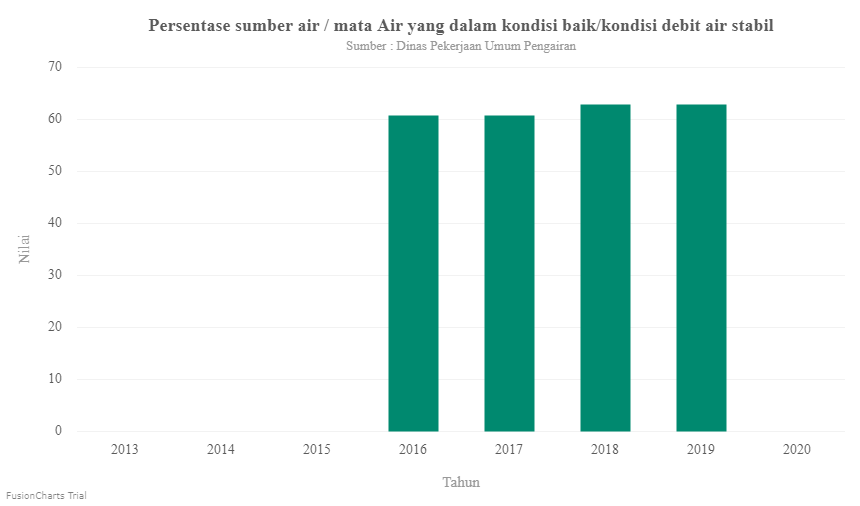 Persentase sumber air / mata Air yang dalam kondisi baik/kondisi debit air stabil
Sumber : Dinas Pekerjaan Umum Pengairan
70
60
50
40
30
20
10
0
Nilai
2013 2014 2015 2016 2017 2018 2019 2020
Tahun
FusionCharts Trial